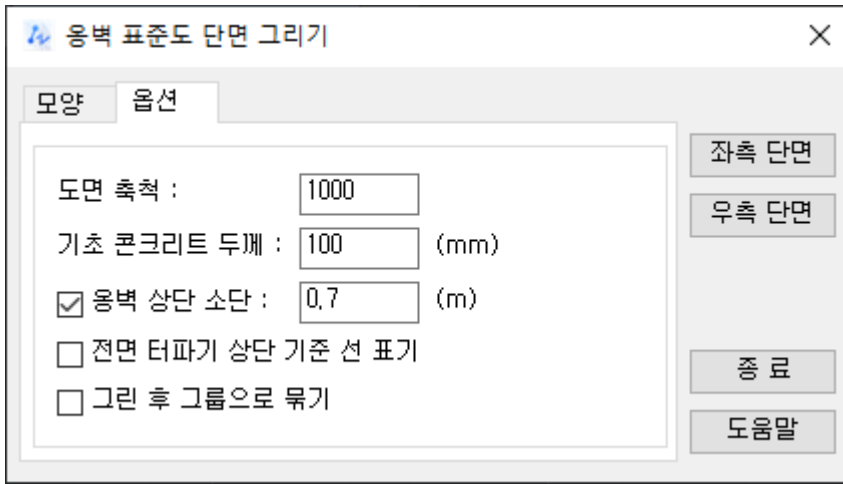 옹벽 표준도 단면 그리기
모양 옵션
도면 축척 : 1000
기초 콘크리트 두께 : 100 (mm)
옹벽 상단 소단 : 0.7 (m)
전면 터파기 상단 기준 선 표기
그린 후 그룹으로 묶기
좌측 단면
우측 단면
종 료
도움말